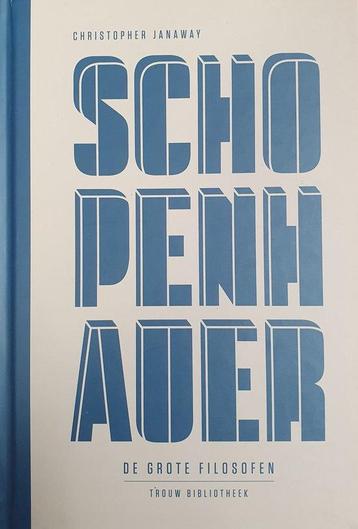 CHRISTOPHER JANAWAY
SCHO
PENH
AUER
DE GROTE FILOSOFEN
TROUW BIBLIOTHEEK